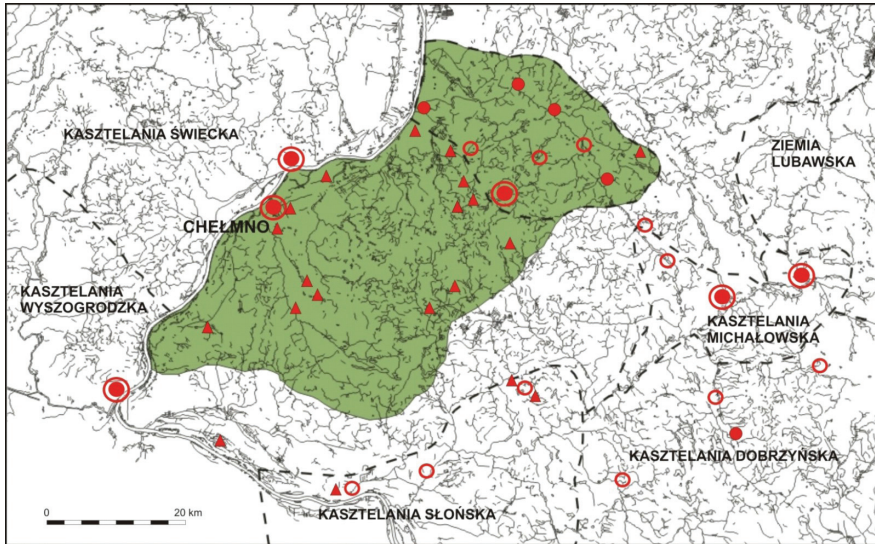 KASZTELANIA ŚWIECKA
ZIEMIA
LUBAWSKA
CHEŁMNO
KASZTELANIA
WYSZOGRODZKA
KASZTELANIA
MICHAŁOWSKA
KASZTELANIA DOBRZYŃSKA
KASZTELANIA SŁOŃSKA
0 20 km